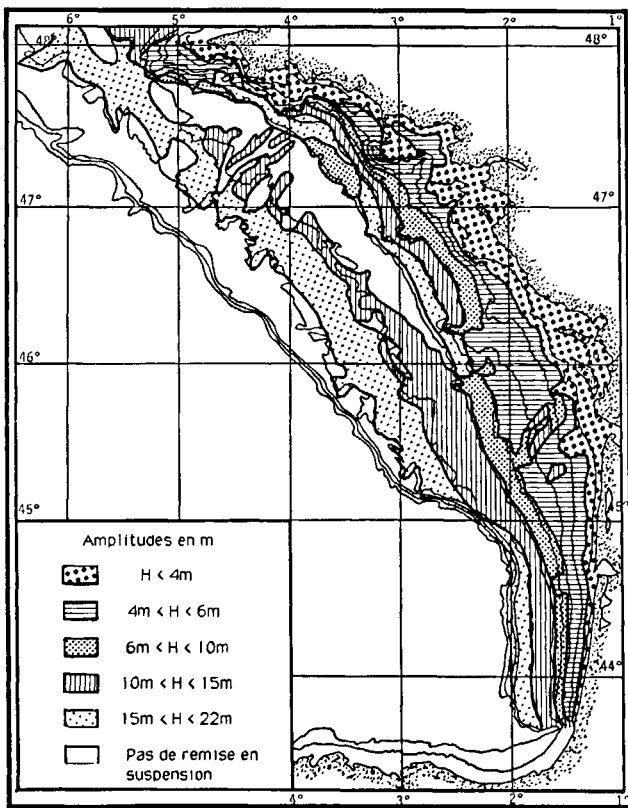 6° 5° 4° 3° 2° 1°
48° 48°
47° 47°
46° 46°
45° 45°
Amplitudes en m
H < 4m
4m < H < 6m
6m < H < 10m
10m < H < 15m
15m < H < 22m
Pas de remise en
suspension
44°
4° 3° 2° 1°